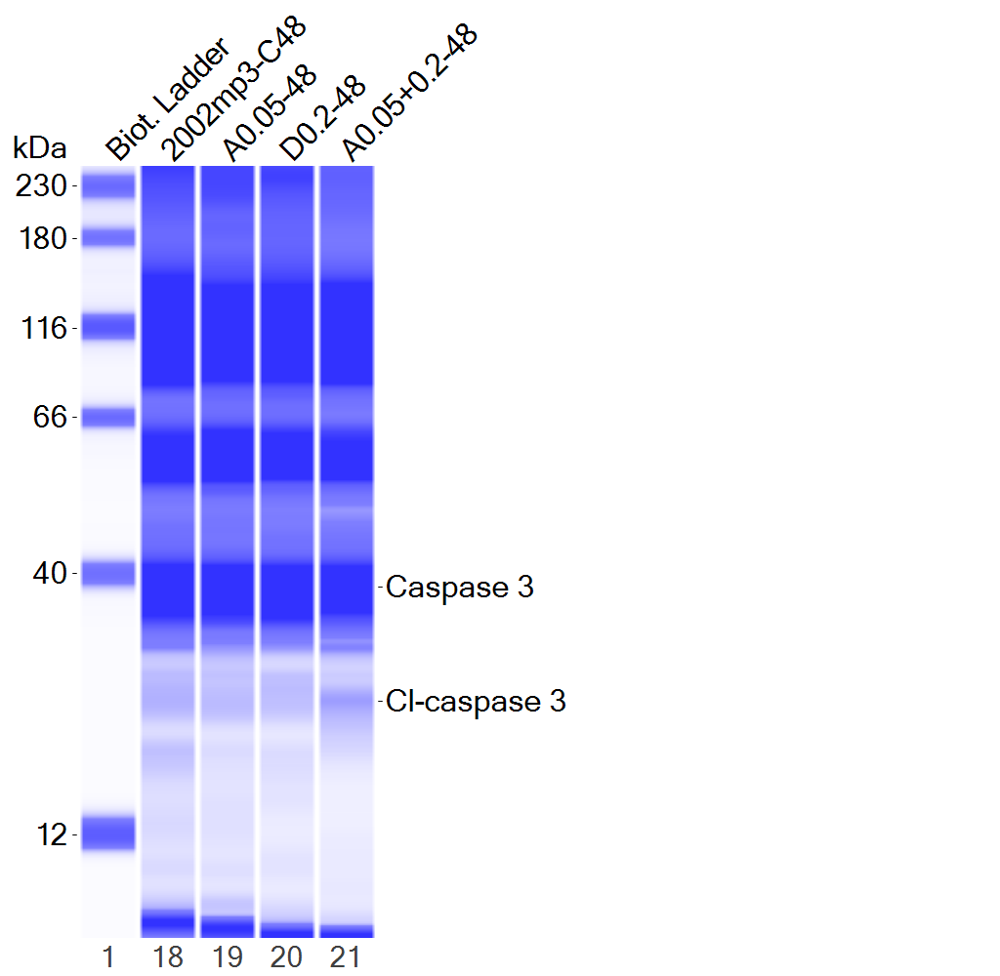 kDa
Biot. Ladder
2002mp3-C48
A0.05-48
D0.2-48
A0.05+0.2-48
230
180
116
66
40
12
Caspase 3
Cl-caspase 3
1 18 19 20 21